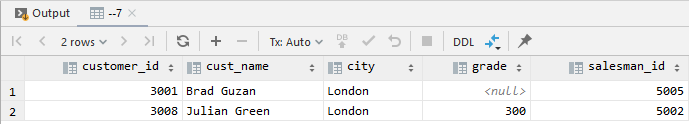 Output --7
2 rows Tx: Auto DB DDL
customer_id cust_name city grade salesman_id
1 3001 Brad Guzan London <null> 5005
2 3008 Julian Green London 300 5002